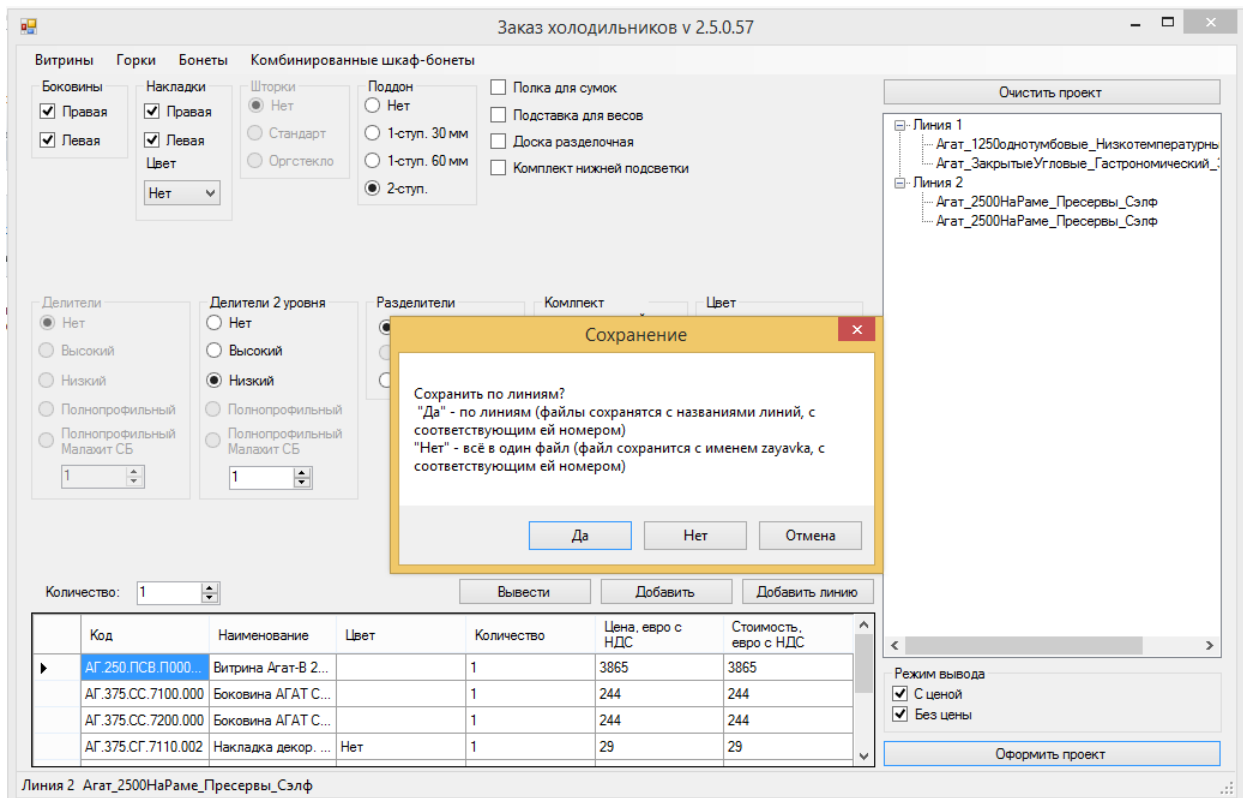 Заказ холодильников v 2.5.0.57
Витрины Горки Бонеты Комбинированные шкаф-бонеты
Боковины
Правая
Левая
Накладки
Правая
Левая
Цвет
Нет
Шторки
Нет
Стандарт
Оргстекло
Поддон
Нет
1-ступ. 30 мм
1-ступ. 60 мм
2-ступ.
Полка для сумок
Подставка для весов
Доска разделочная
Комплект нижней подсветки
Очистить проект
Линия 1
Агат_1250однотумбовые_Низкотемпературны
Агат_ЗакрытыеУгловые_Гастрономический_
Линия 2
Агат_2500НаРаме_Пресервы_Сэлф
Агат_2500НаРаме_Пресервы_Сэлф
Делители
Нет
Высокий
Низкий
Полнопрофильный
Полнопрофильный
Малахит СБ
1
Делители 2 уровня
Нет
Высокий
Низкий
Полнопрофильный
Полнопрофильный
Малахит СБ
1
Разделители
Комлпект
Цвет
Сохранение
Сохранить по линиям?
"Да" - по линиям (файлы сохранятся с названиями линий, с
соответствующим ей номером)
"Нет" - всё в один файл (файл сохранится с именем zayavka, с
соответствующим ей номером)
Да Нет Отмена
Количество: 1
Вывести Добавить Добавить линию
Код Наименование Цвет Количество Цена, евро с НДС Стоимость, евро с НДС
АГ.250.ПСВ.П000... Витрина Агат-В 2... 1 3865 3865
АГ.375.СС.7100.000 Боковина АГАТ С... 1 244 244
АГ.375.СС.7200.000 Боковина АГАТ С... 1 244 244
АГ.375.СГ.7110.002 Накладка декор. ... Нет 1 29 29
Режим вывода
С ценой
Без цены
Оформить проект
Линия 2 Агат_2500НаРаме_Пресервы_Сэлф